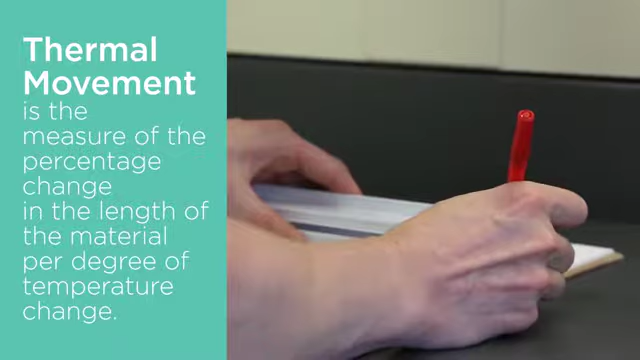 Thermal
Movement
is the
measure of the
percentage
change
in the length of
the material
per degree of
temperature
change.